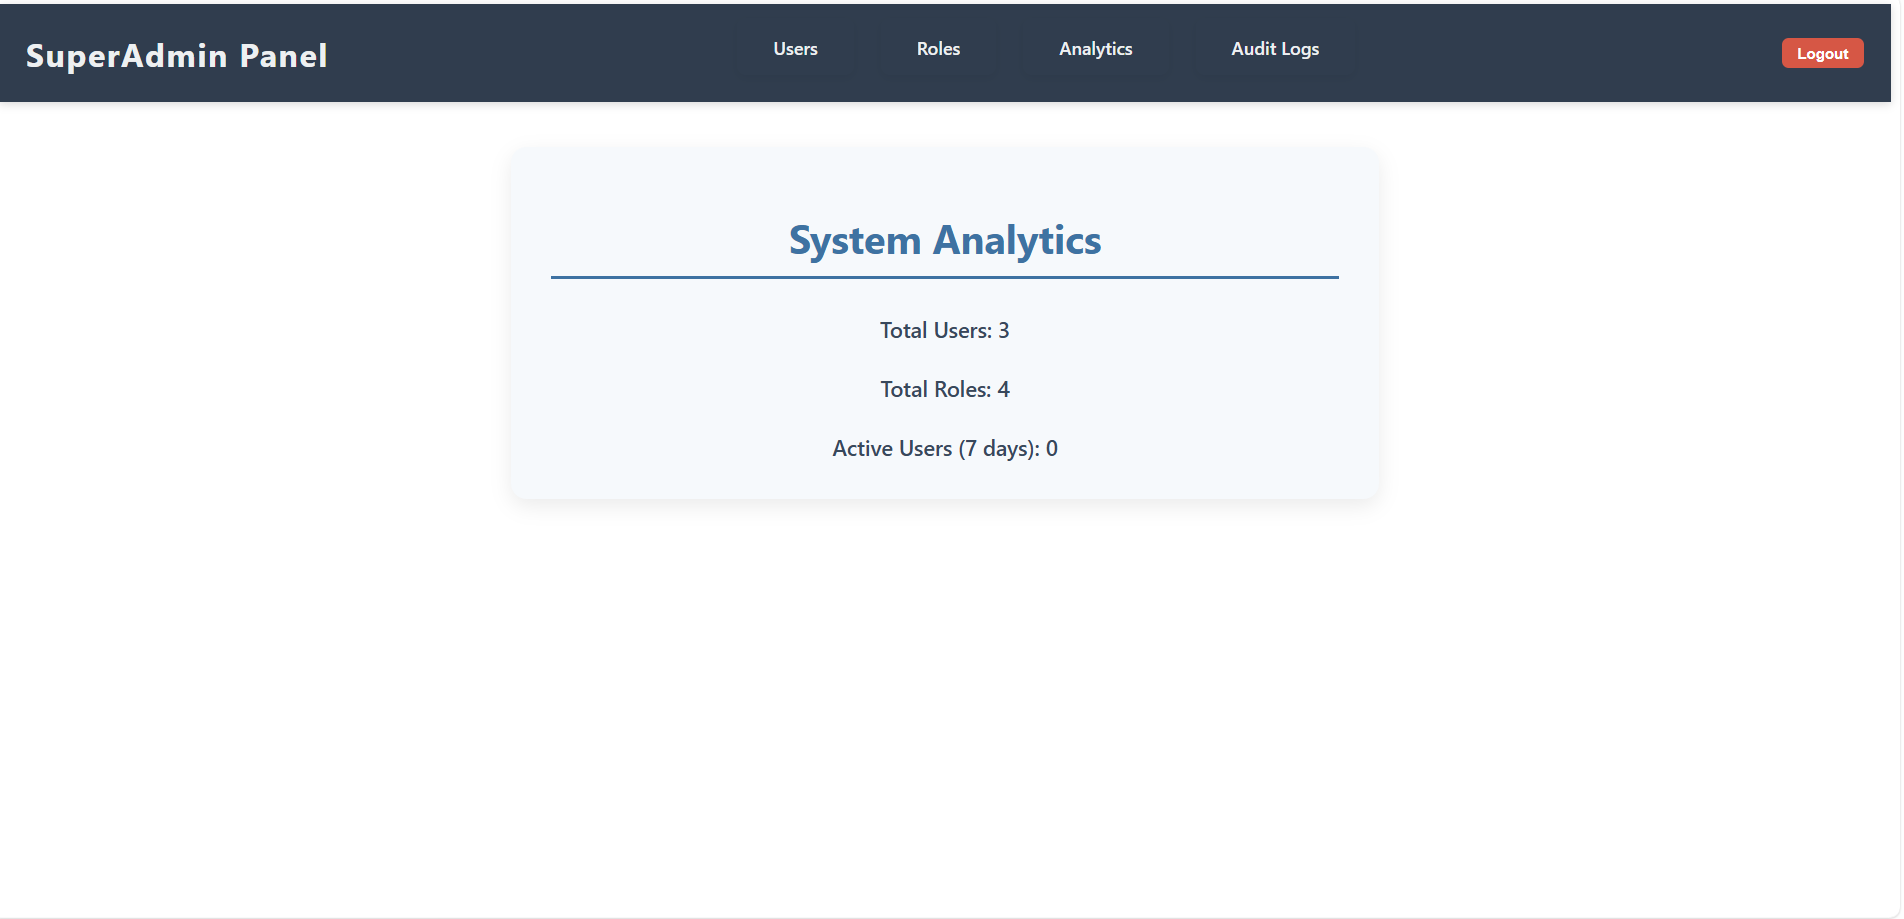 SuperAdmin Panel
Users
Roles
Analytics
Audit Logs
Logout
System Analytics
Total Users: 3
Total Roles: 4
Active Users (7 days): 0